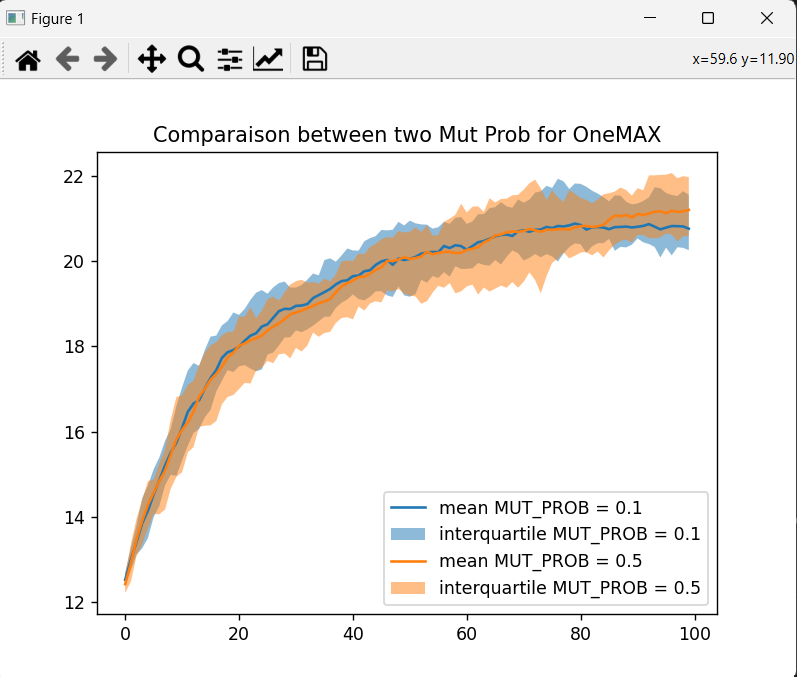 Figure 1
x=59.6 y=11.90
Comparaison between two Mut Prob for OneMAX
22
20
18
16
14
12
mean MUT_PROB = 0.1
interquartile MUT_PROB = 0.1
mean MUT_PROB = 0.5
interquartile MUT_PROB = 0.5
0 20 40 60 80 100